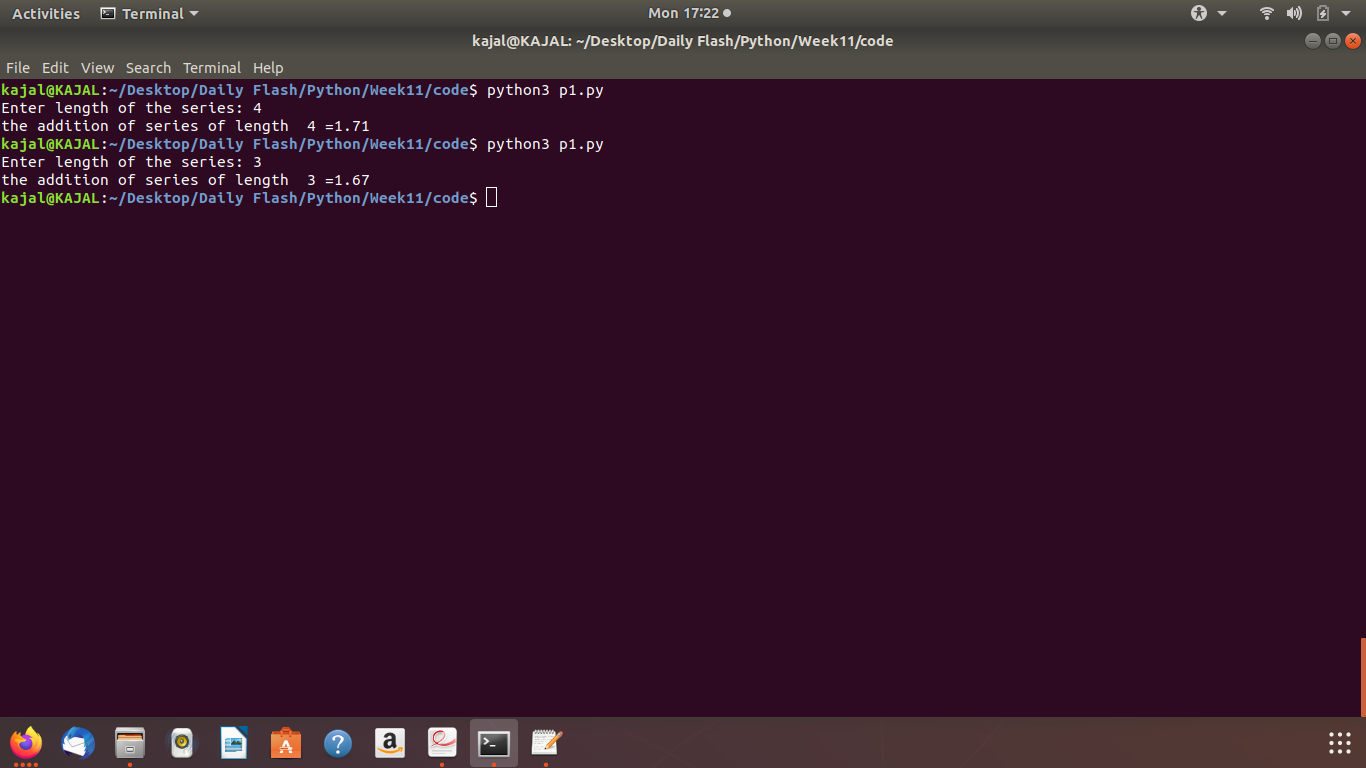 Activities Terminal Mon 17:22
kajal@KAJAL: ~/Desktop/Daily Flash/Python/Week11/code
File Edit View Search Terminal Help
kajal@KAJAL:~/Desktop/Daily Flash/Python/Week11/code$ python3 p1.py
Enter length of the series: 4
the addition of series of length  4 =1.71
kajal@KAJAL:~/Desktop/Daily Flash/Python/Week11/code$ python3 p1.py
Enter length of the series: 3
the addition of series of length  3 =1.67
kajal@KAJAL:~/Desktop/Daily Flash/Python/Week11/code$